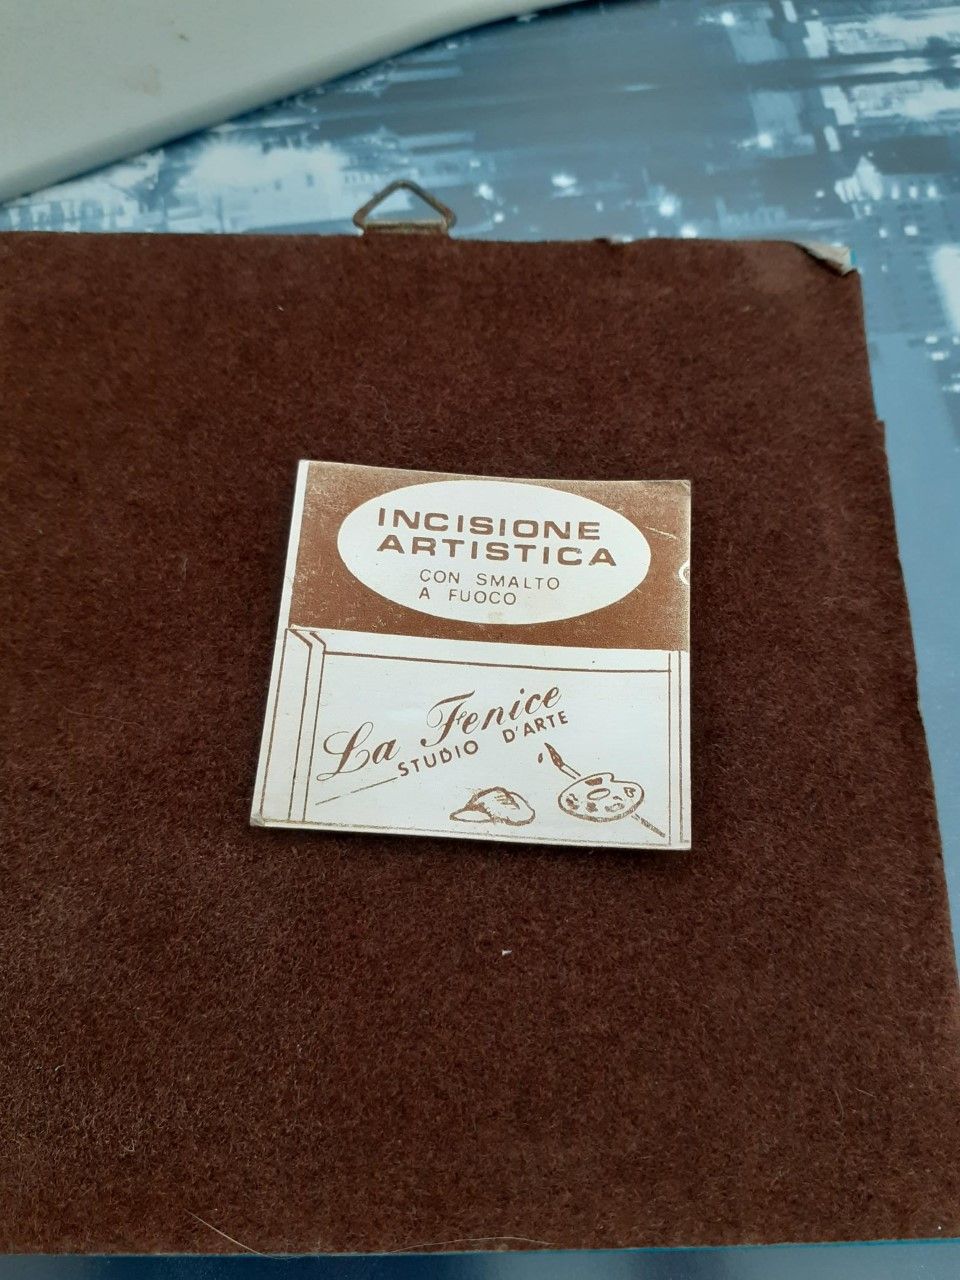 INCISIONE
ARTISTICA
CON SMALTO
A FUOCO
La Fenice
STUDIO D'ARTE